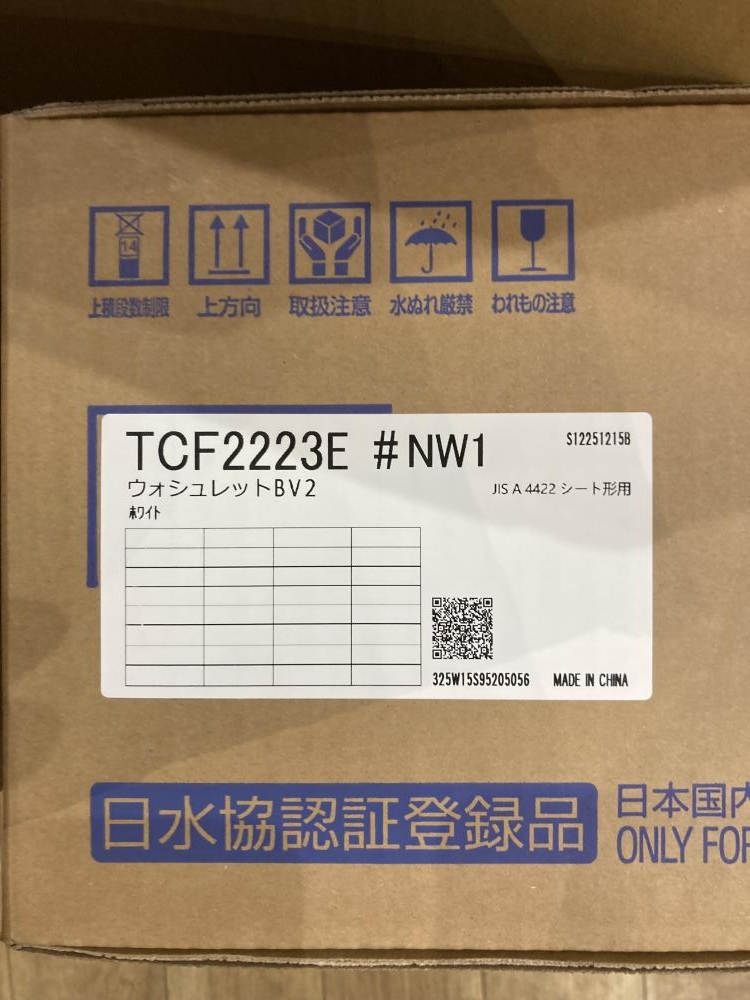 14
上積段数制限 上方向 取扱注意 水ぬれ厳禁 われもの注意
TCF2223E #NW1 S12251215B
ウォシュレットBV2 JIS A 4422 シート形用
ホワイト
325W15S95205056 MADE IN CHINA
日水協認証登録品
日本国内
ONLY FOR